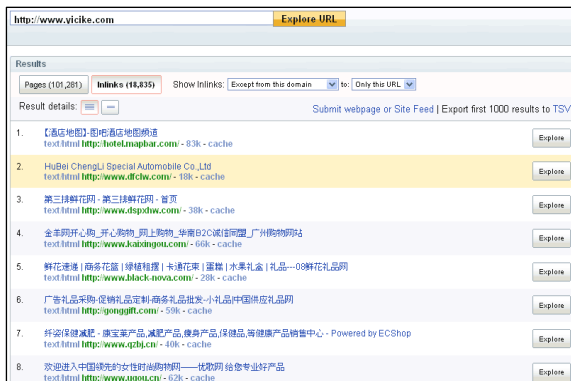 http://www.yicike.com Explore URL
Results
Pages (101,281) Inlinks (18,835) Show Inlinks: Except from this domain to: Only this URL
Result details:
Submit webpage or Site Feed | Export first 1000 results to TSV
1. 【酒店地图】-图吧酒店地图频道 Explore
text/html http://hotel.mapbar.com/ - 83k - cache
2. HuBei ChengLi Special Automobile Co.,Ltd Explore
text/html http://www.dfclw.com/ - 18k - cache
3. 第三排鲜花网 - 第三排鲜花网 - 首页 Explore
text/html http://www.dspxhw.com/ - 38k - cache
4. 金羊网开心购_开心购物_网上购物_华南B2C诚信同盟_广州购物网站 Explore
text/html http://www.kaixingou.com/ - 66k - cache
5. 鲜花速递 | 商务花篮 | 绿植租摆 | 卡通花束 | 蛋糕 | 水果礼盒 | 礼品---08鲜花礼品网 Explore
text/html http://www.black-nova.com/ - 28k - cache
6. 广告礼品采购-促销礼品定制-商务礼品批发-小礼品|中国供应礼品网 Explore
text/html http://gonggift.com/ - 59k - cache
7. 纤姿保健减肥 - 康宝莱产品,减肥产品,瘦身产品,保健品,等健康产品销售中心 - Powered by ECShop Explore
text/html http://www.qzbj.cn/ - 40k - cache
8. 欢迎进入中国领先的女性时尚购物网——优歌网 给您专业好产品 Explore
text/html http://www.ugou.cn/ - 62k - cache